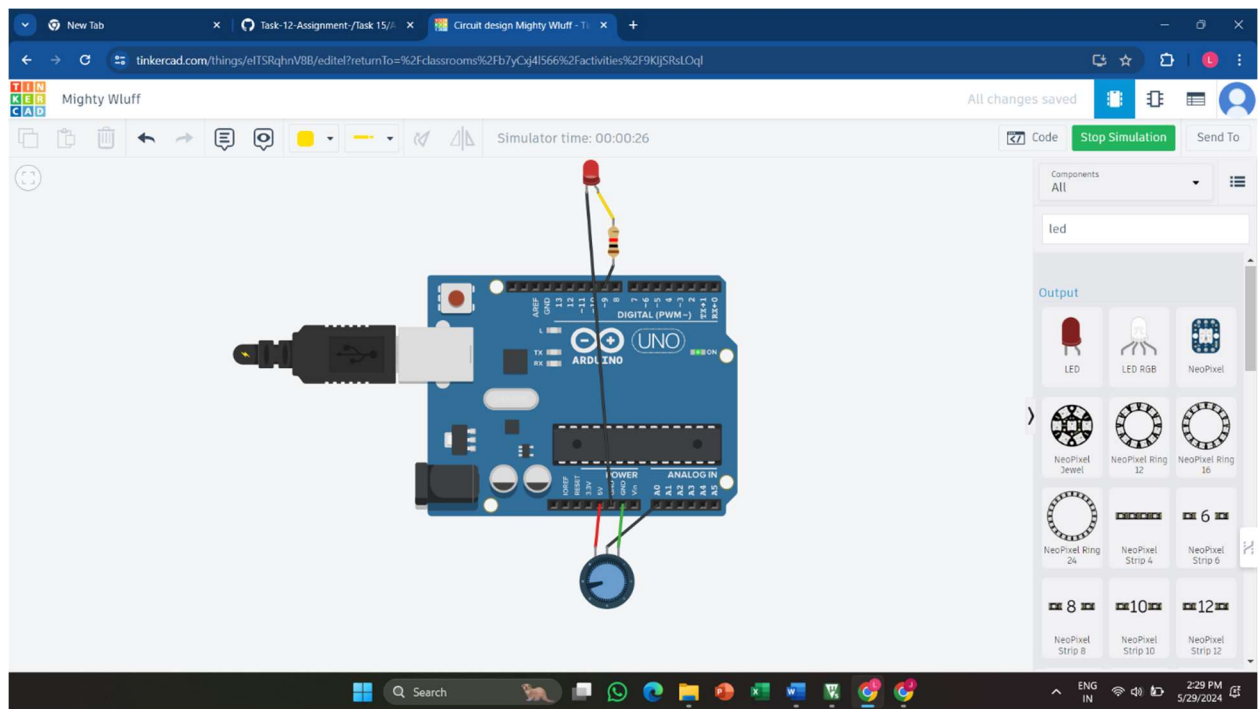 New Tab
Task-12-Assignment-/Task 15/A
Circuit design Mighty Wluff - Ti
tinkercad.com/things/eITSRqhnV8B/editel?returnTo=%2Fclassrooms%2Fb7yCxj4I566%2Factivities%2F9KIjSRsLOqI
TIN
KER
CAD
Mighty Wluff
All changes saved
Simulator time: 00:00:26
Code
Stop Simulation
Send To
Components
All
led
Output
LED
LED RGB
NeoPixel
NeoPixel Jewel
NeoPixel Ring 12
NeoPixel Ring 16
NeoPixel Ring 24
NeoPixel Strip 4
6
NeoPixel Strip 6
8
NeoPixel Strip 8
10
NeoPixel Strip 10
12
NeoPixel Strip 12
AREF
GND
13
12
~11
~10
~9
8
7
~6
~5
4
~3
2
TX→1
RX←0
DIGITAL (PWM~)
L
TX
RX
ARDUINO
UNO
ON
POWER
ANALOG IN
IOREF
RESET
3.3V
5V
GND
GND
Vin
A0
A1
A2
A3
A4
A5
Search
ENG
IN
2:29 PM
5/29/2024